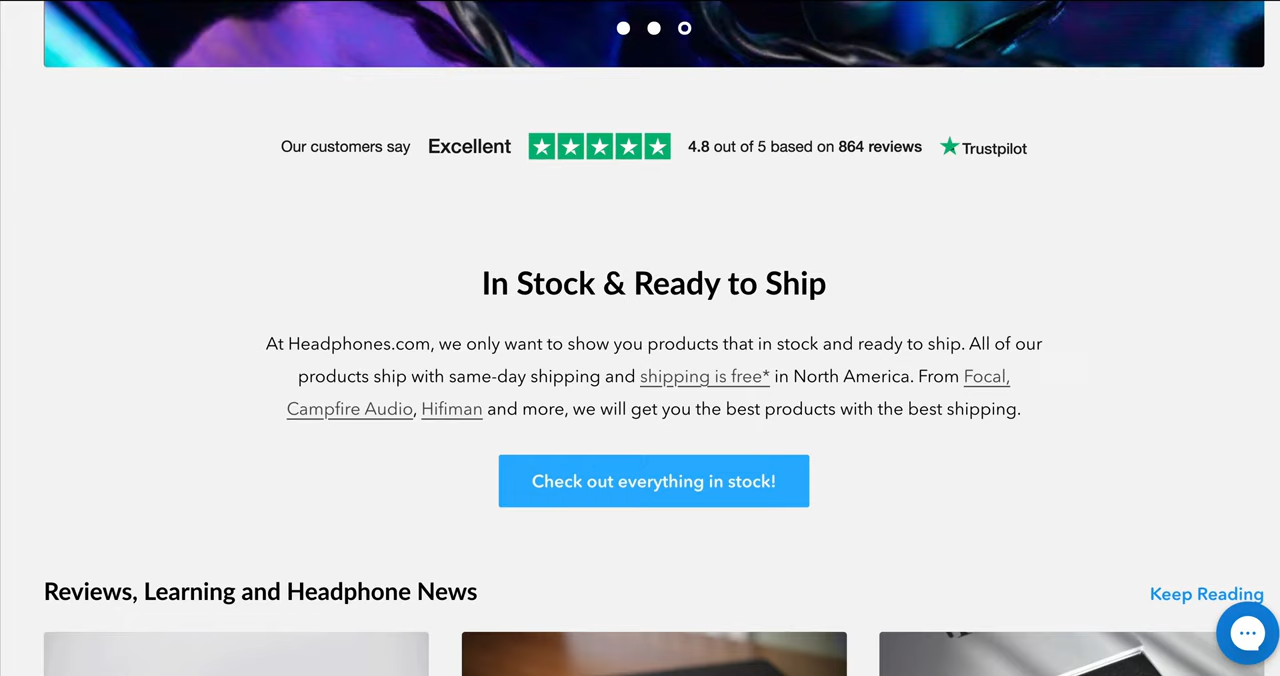 Our customers say Excellent 4.8 out of 5 based on 864 reviews Trustpilot
In Stock & Ready to Ship
At Headphones.com, we only want to show you products that in stock and ready to ship. All of our
products ship with same-day shipping and shipping is free* in North America. From Focal,
Campfire Audio, Hifiman and more, we will get you the best products with the best shipping.
Check out everything in stock!
Reviews, Learning and Headphone News
Keep Reading